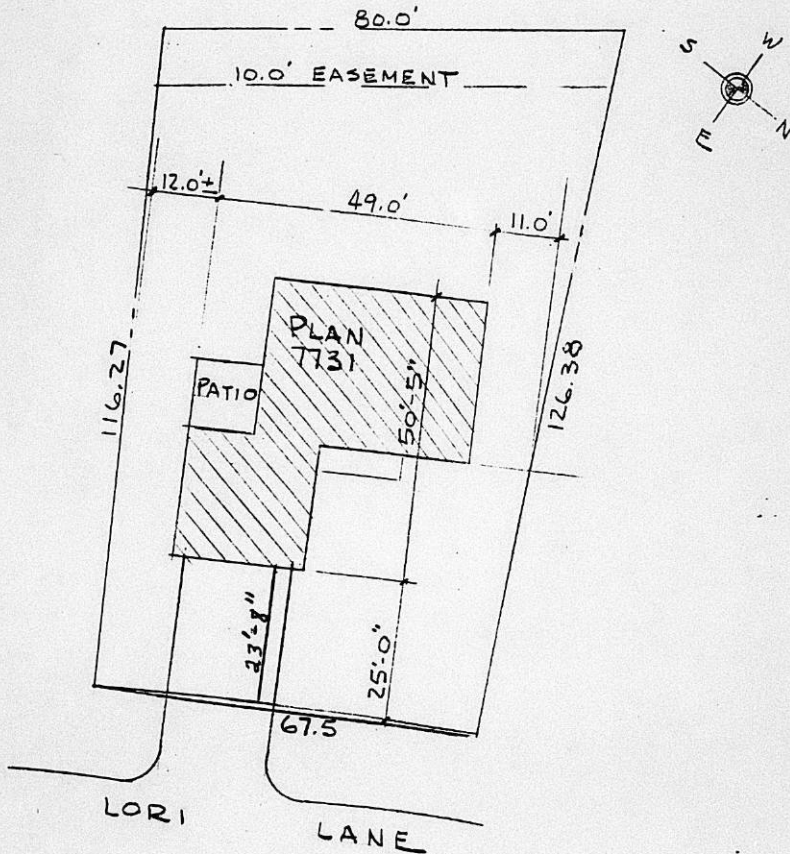 80.0'
10.0' EASEMENT
S
W
E
N
12.0'±
49.0'
11.0'
PLAN
7731
PATIO
116.27
50'-5"
126.38
23'-8"
25'-0"
67.5
LORI
LANE